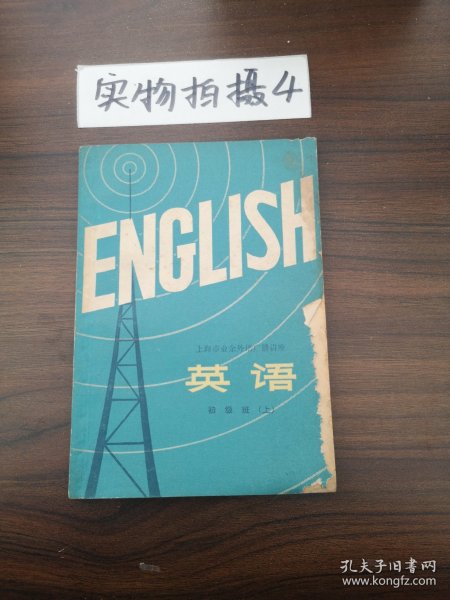 实物拍摄4
ENGLISH
上海市业余外语广播讲座
英语
初级班(上)
孔夫子旧书网
www.kongfz.com